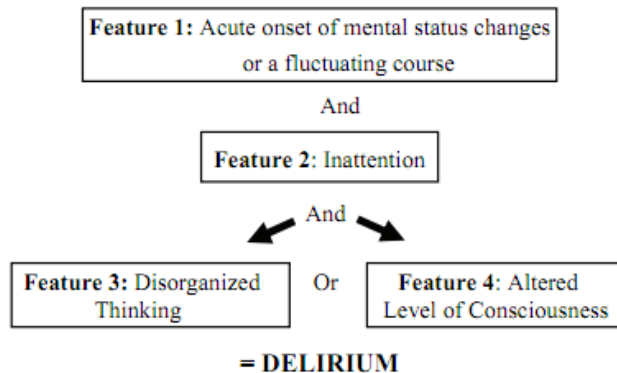 Feature 1: Acute onset of mental status changes
or a fluctuating course
And
Feature 2: Inattention
And
Feature 3: Disorganized
Thinking
Or
Feature 4: Altered
Level of Consciousness
= DELIRIUM